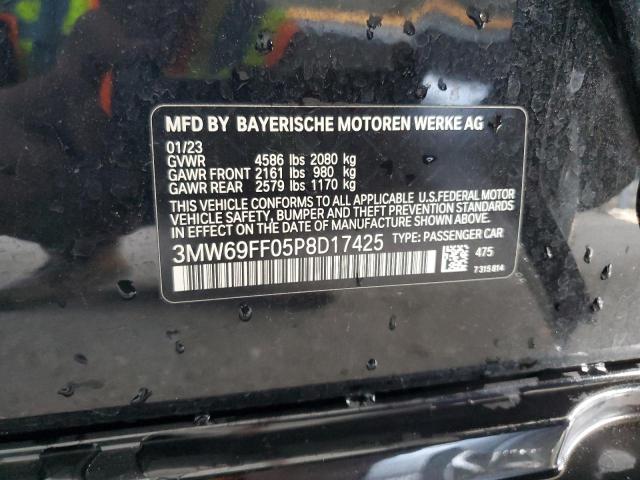 MFD BY BAYERISCHE MOTOREN WERKE AG
01/23
GVWR 4586 lbs 2080 kg
GAWR FRONT 2161 lbs 980 kg
GAWR REAR 2579 lbs 1170 kg
THIS VEHICLE CONFORMS TO ALL APPLICABLE U.S.FEDERAL MOTOR
VEHICLE SAFETY, BUMPER AND THEFT PREVENTION STANDARDS
IN EFFECT ON THE DATE OF MANUFACTURE SHOWN ABOVE.
3MW69FF05P8D17425 TYPE: PASSENGER CAR
475
7 315 814